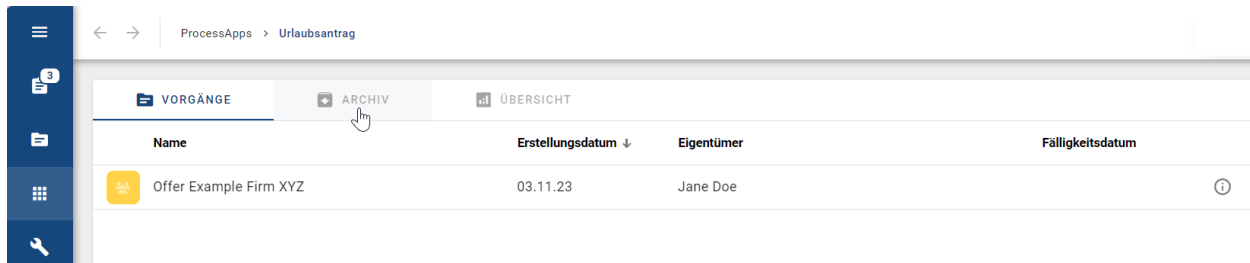 ProcessApps > Urlaubsantrag
3
VORGÄNGE ARCHIV ÜBERSICHT
Name Erstellungsdatum Eigentümer Fälligkeitsdatum
Offer Example Firm XYZ 03.11.23 Jane Doe